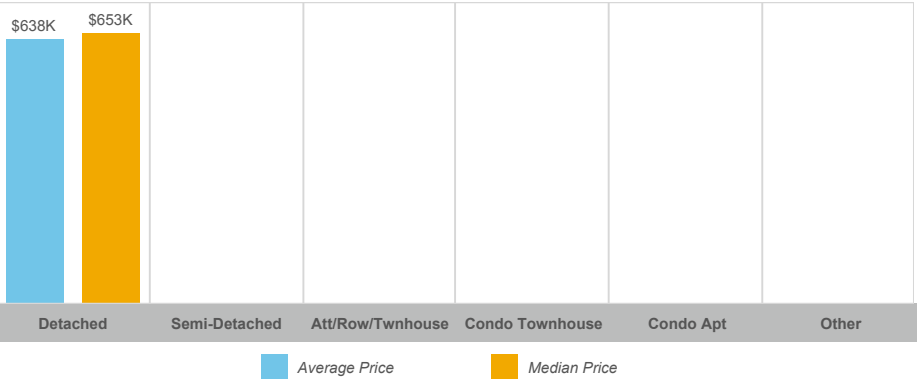 $638K
$653K
Detached Semi-Detached Att/Row/Twnhouse Condo Townhouse Condo Apt Other
Average Price Median Price